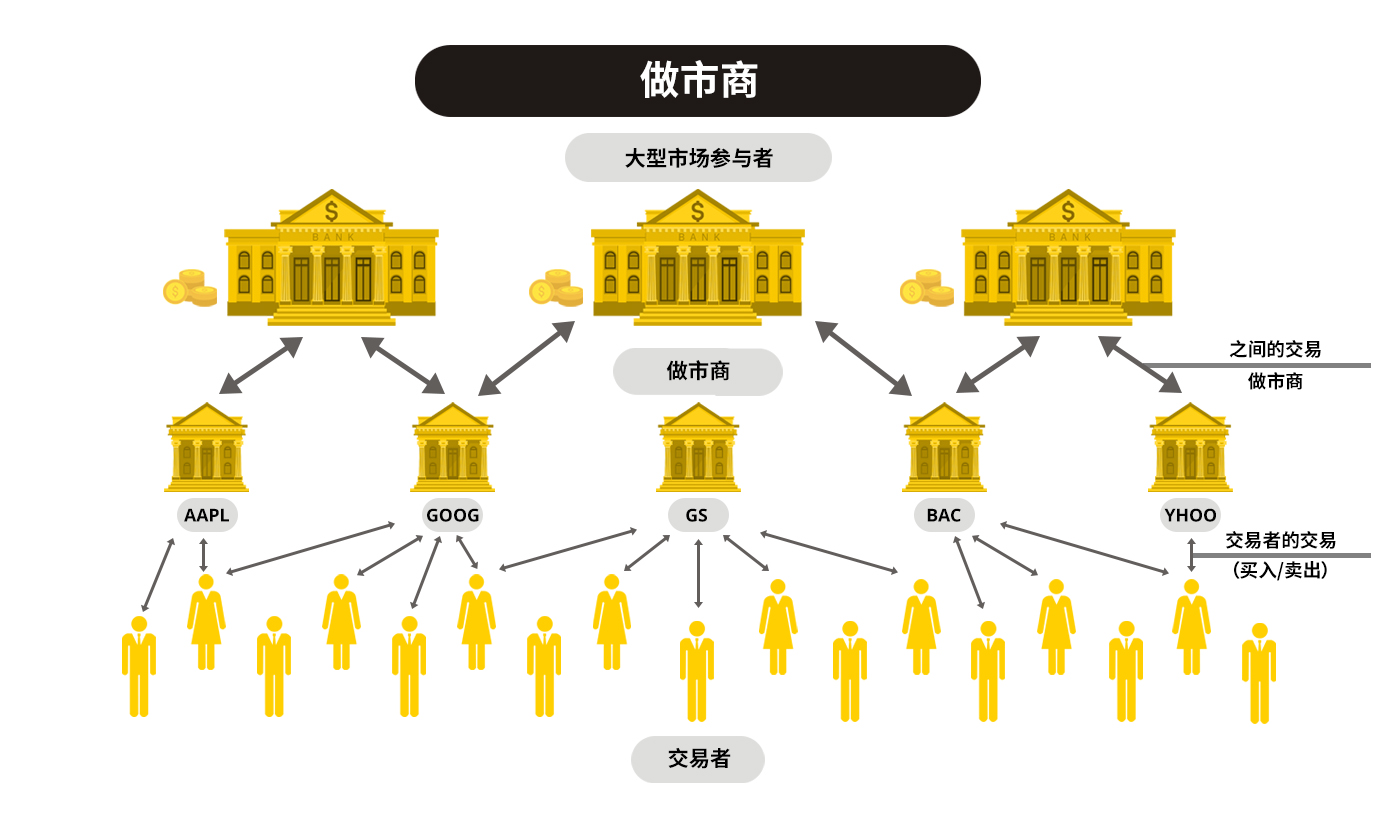 做市商
大型市场参与者
$ $ $
BANK BANK BANK
$ $ $
之间的交易
做市商
做市商
AAPL GOOG GS BAC YHOO
交易者的交易
(买入/卖出)
交易者